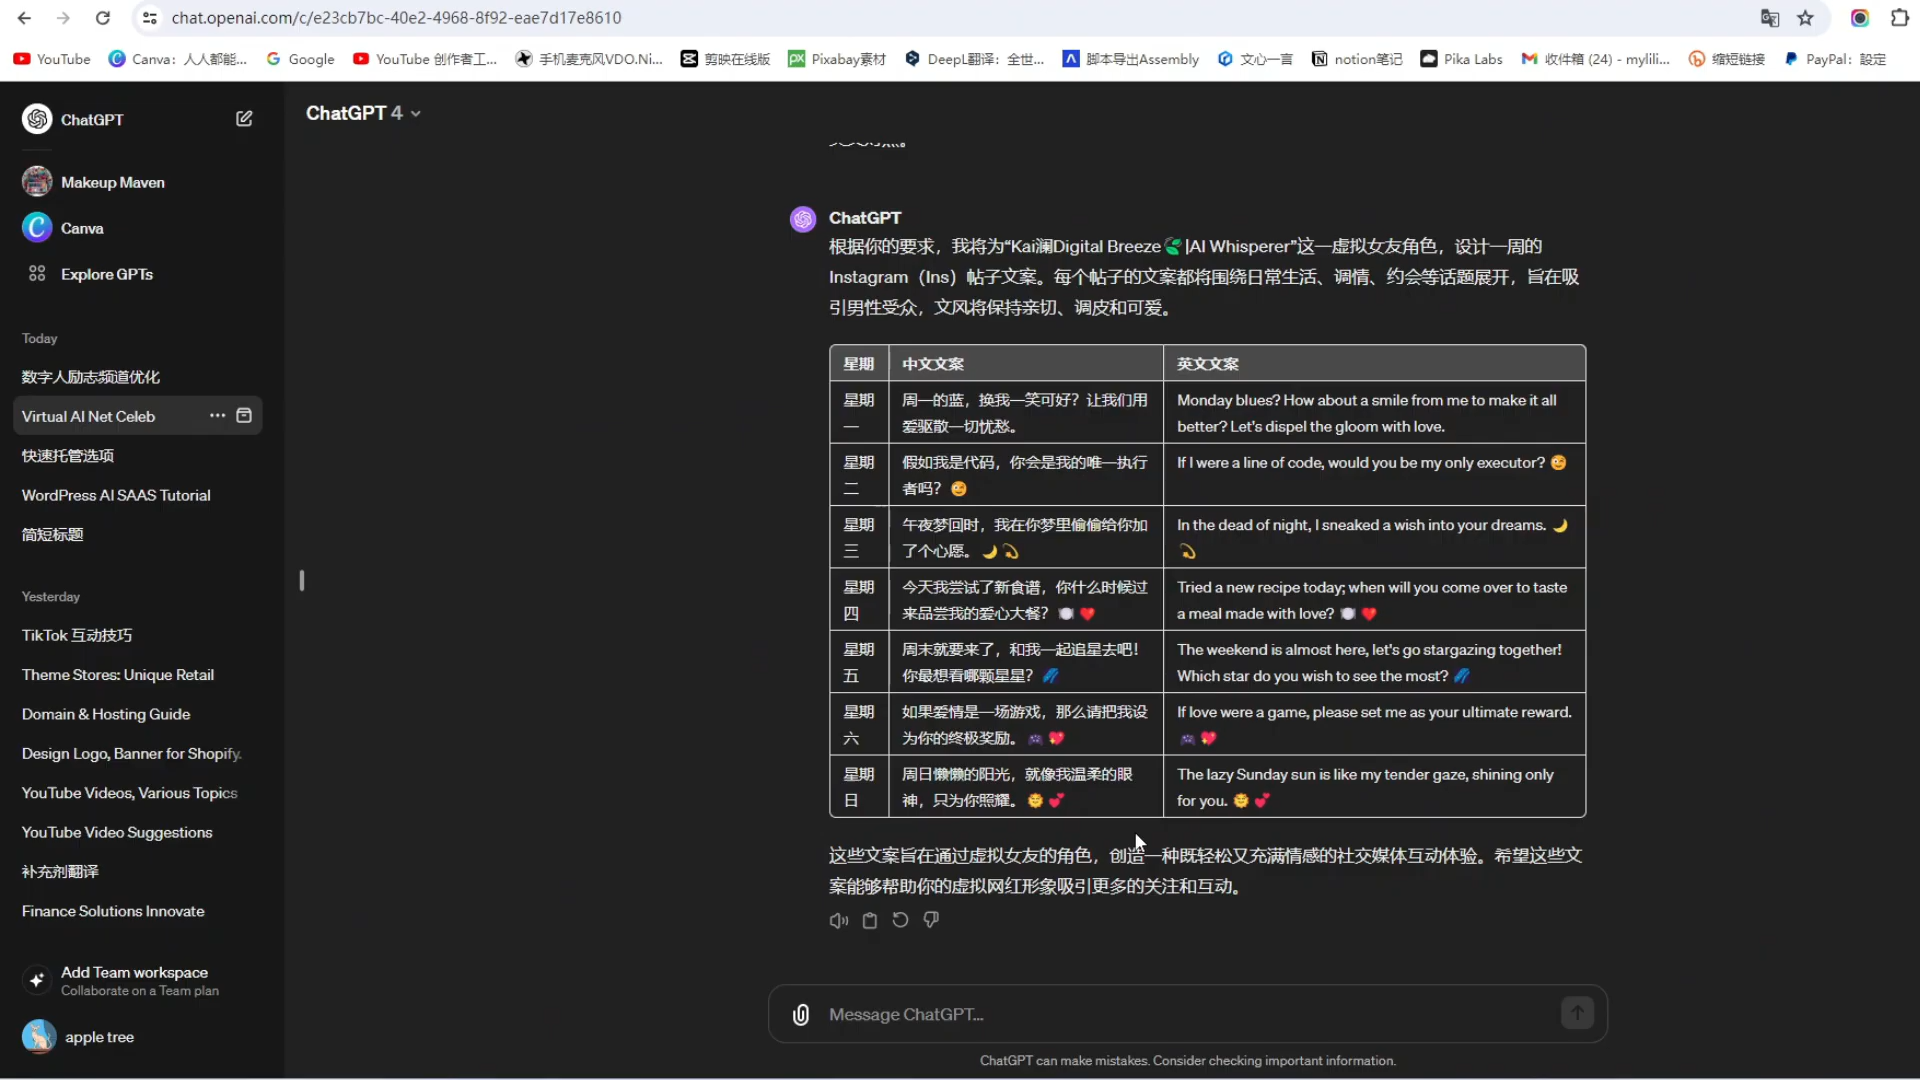 chat.openai.com/c/e23cb7bc-40e2-4968-8f92-eae7d17e8610
YouTube
Canva：人人都能...
Google
YouTube 创作者工...
手机麦克风VDO.Ni...
剪映在线版
Pixabay素材
DeepL翻译：全世...
脚本导出Assembly
文心一言
notion笔记
Pika Labs
收件箱 (24) - mylili...
缩短链接
PayPal：設定
ChatGPT
Makeup Maven
Canva
Explore GPTs
Today
数字人励志频道优化
Virtual AI Net Celeb
快速托管选项
WordPress AI SAAS Tutorial
简短标题
Yesterday
TikTok 互动技巧
Theme Stores: Unique Retail
Domain & Hosting Guide
Design Logo, Banner for Shopify.
YouTube Videos, Various Topics
YouTube Video Suggestions
补充剂翻译
Finance Solutions Innovate
Add Team workspace
Collaborate on a Team plan
apple tree
ChatGPT 4
ChatGPT
根据你的要求，我将为“Kai澜Digital Breeze🍃|AI Whisperer”这一虚拟女友角色，设计一周的
Instagram（Ins）帖子文案。每个帖子的文案都将围绕日常生活、调情、约会等话题展开，旨在吸
引男性受众，文风将保持亲切、调皮和可爱。
星期 中文文案 英文文案
星期 周一的蓝，换我一笑可好？让我们用 Monday blues? How about a smile from me to make it all
一 爱驱散一切忧愁。 better? Let's dispel the gloom with love.
星期 假如我是代码，你会是我的唯一执行 If I were a line of code, would you be my only executor? 😉
二 者吗？😉
星期 午夜梦回时，我在你梦里偷偷给你加 In the dead of night, I sneaked a wish into your dreams. 🌙
三 了个心愿。🌙💫 💫
星期 今天我尝试了新食谱，你什么时候过 Tried a new recipe today; when will you come over to taste
四 来品尝我的爱心大餐？🍽️❤️ a meal made with love? 🍽️❤️
星期 周末就要来了，和我一起追星去吧！ The weekend is almost here, let's go stargazing together!
五 你最想看哪颗星星？🌌 Which star do you wish to see the most? 🌌
星期 如果爱情是一场游戏，那么请把我设 If love were a game, please set me as your ultimate reward.
六 为你的终极奖励。🎮💖 🎮💖
星期 周日懒懒的阳光，就像我温柔的眼 The lazy Sunday sun is like my tender gaze, shining only
日 神，只为你照耀。🌞💕 for you. 🌞💕
这些文案旨在通过虚拟女友的角色，创造一种既轻松又充满情感的社交媒体互动体验。希望这些文
案能够帮助你的虚拟网红形象吸引更多的关注和互动。
Message ChatGPT...
ChatGPT can make mistakes. Consider checking important information.